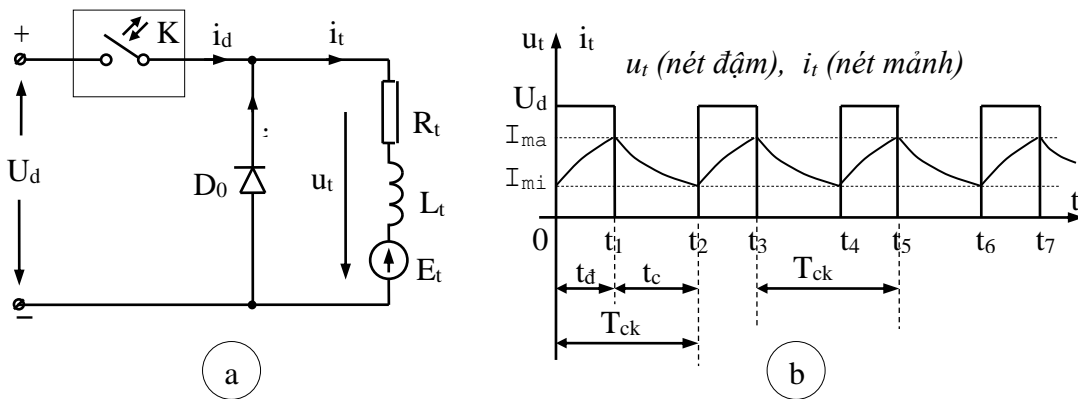 +
K
i_d
i_t
U_d
D_0
u_t
R_t
L_t
E_t
−
a
u_t i_t
u_t (nét đậm), i_t (nét mảnh)
U_d
I_ma
I_mi
t
0 t_1 t_2 t_3 t_4 t_5 t_6 t_7
t_đ t_c T_ck
T_ck
b